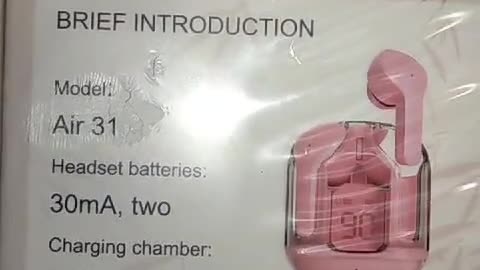 BRIEF INTRODUCTION
Model:
Air 31
Headset batteries:
30mA, two
Charging chamber: